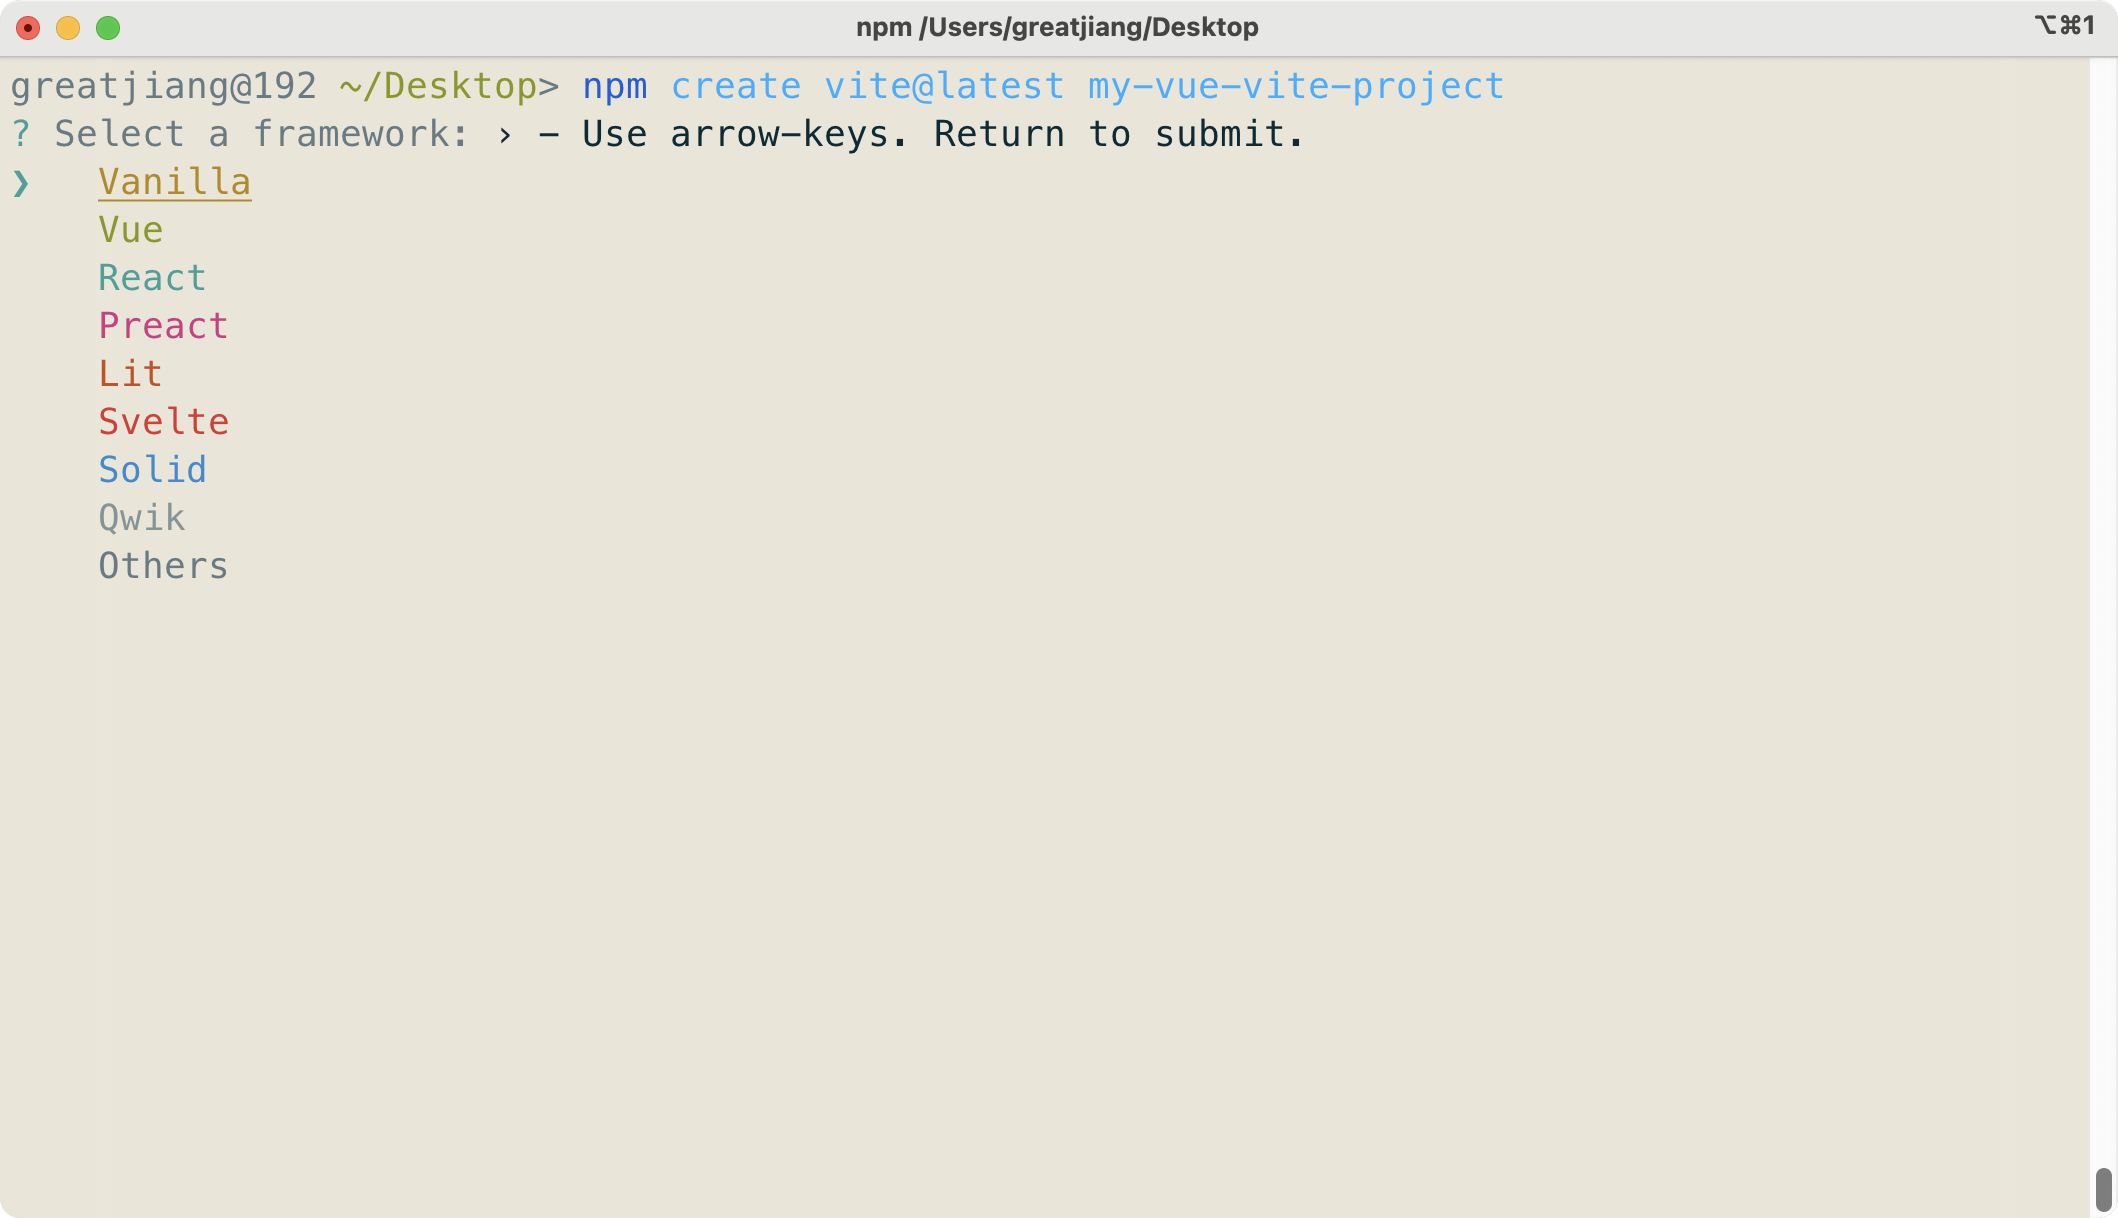 npm /Users/greatjiang/Desktop
⌥⌘1
greatjiang@192 ~/Desktop> npm create vite@latest my-vue-vite-project
? Select a framework: › - Use arrow-keys. Return to submit.
❯ Vanilla
Vue
React
Preact
Lit
Svelte
Solid
Qwik
Others